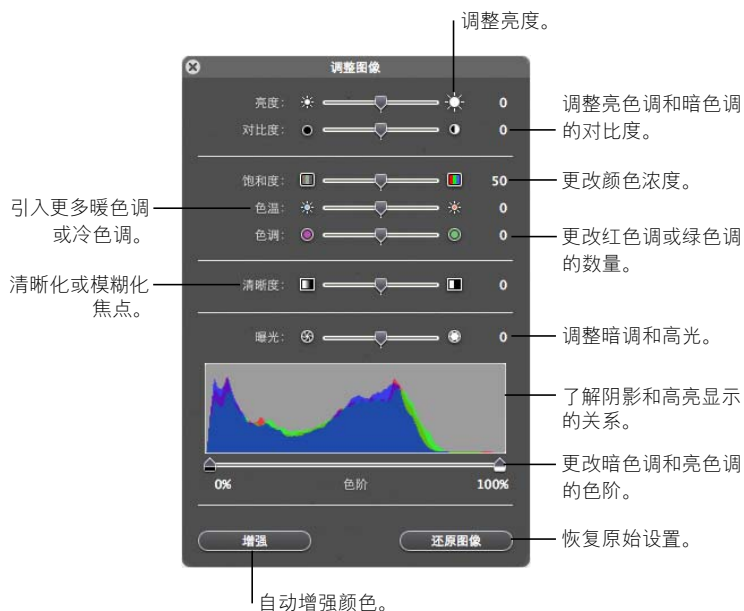 调整亮度。
调整图像
亮度: 0
调整亮色调和暗色调
的对比度。
对比度: 0
饱和度: 50
更改颜色浓度。
引入更多暖色调
或冷色调。
色温: 0
色调: 0
更改红色调或绿色调
的数量。
清晰化或模糊化
焦点。
清晰度: 0
曝光: 0
调整暗调和高光。
了解阴影和高亮显示
的关系。
更改暗色调和亮色调
的色阶。
0% 色阶 100%
增强 还原图像
恢复原始设置。
自动增强颜色。